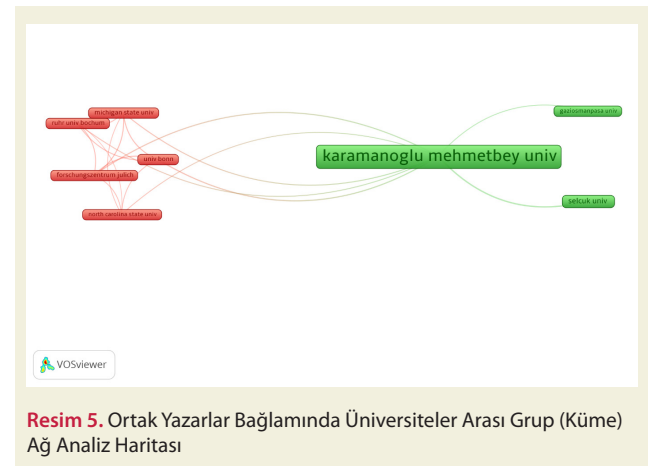 michigan state univ
ruhr univ bochum
univ bonn
forschungszentrum julich
north carolina state univ
karamanoglu mehmetbey univ
gaziosmanpasa univ
selcuk univ
VOSviewer
Resim 5. Ortak Yazarlar Bağlamında Üniversiteler Arası Grup (Küme)
Ağ Analiz Haritası